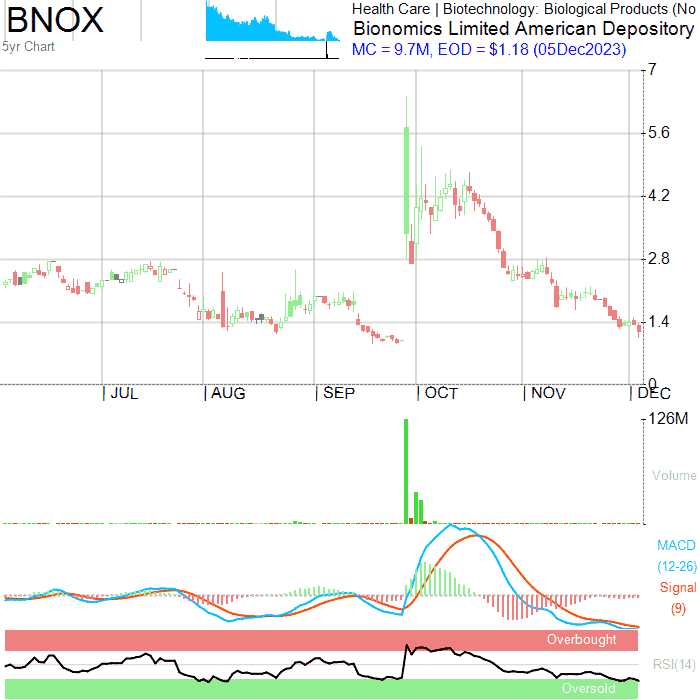 BNOX
5yr Chart
Health Care | Biotechnology: Biological Products (No
Bionomics Limited American Depository
MC = 9.7M, EOD = $1.18 (05Dec2023)
7
5.6
4.2
2.8
1.4
0
JUL AUG SEP OCT NOV DEC
126M
Volume
MACD
(12-26)
Signal
(9)
Overbought
RSI(14)
Oversold